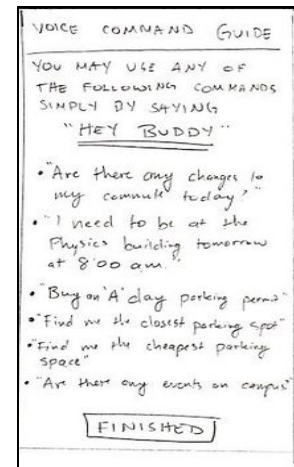 VOICE COMMAND GUIDE
YOU MAY USE ANY OF
THE FOLLOWING COMMANDS
SIMPLY BY SAYING
"HEY BUDDY"
• "Are there any changes to
my commute today?"
• "I need to be at the
Physics building tomorrow
at 8:00 am."
• "Buy an 'A' day parking permit"
• "Find me the closest parking spot"
• "Find me the cheapest parking
space"
• "Are there any events on campus"
FINISHED